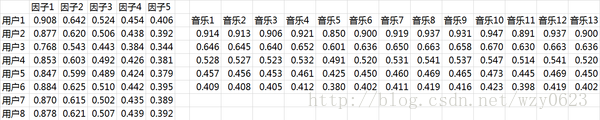 因子1 因子2 因子3 因子4 因子5
用户1 0.908 0.642 0.524 0.454 0.406 音乐1 音乐2 音乐3 音乐4 音乐5 音乐6 音乐7 音乐8 音乐9 音乐10 音乐11 音乐12 音乐13
用户2 0.877 0.620 0.506 0.438 0.392 0.914 0.913 0.906 0.921 0.850 0.900 0.919 0.937 0.931 0.947 0.891 0.937 0.900
用户3 0.768 0.543 0.443 0.384 0.344 0.646 0.645 0.640 0.652 0.601 0.636 0.650 0.663 0.658 0.670 0.630 0.663 0.636
用户4 0.853 0.603 0.492 0.426 0.381 0.528 0.527 0.523 0.532 0.491 0.520 0.531 0.541 0.537 0.547 0.514 0.541 0.520
用户5 0.847 0.599 0.489 0.424 0.379 0.457 0.456 0.453 0.461 0.425 0.450 0.460 0.469 0.465 0.473 0.445 0.469 0.450
用户6 0.884 0.625 0.510 0.442 0.395 0.409 0.408 0.405 0.412 0.380 0.402 0.411 0.419 0.416 0.423 0.398 0.419 0.402
用户7 0.870 0.615 0.502 0.435 0.389
用户8 0.878 0.621 0.507 0.439 0.392
http://blog.csdn.net/wzy0623